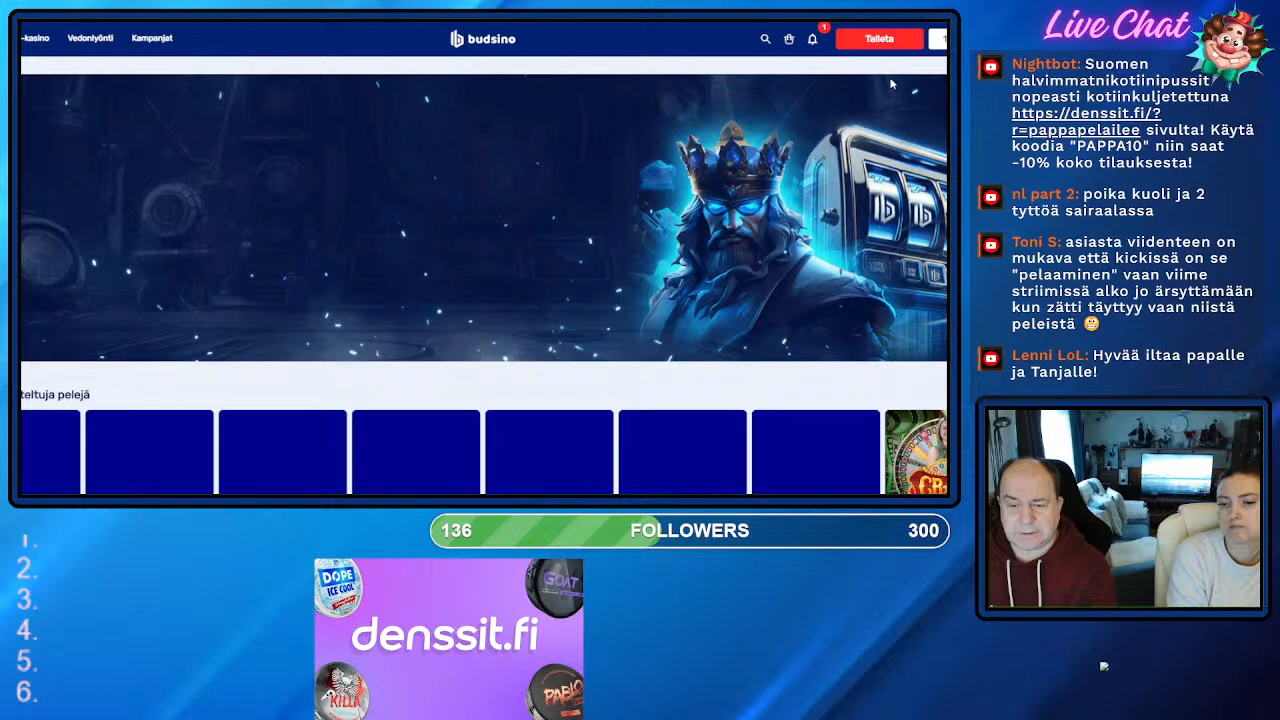 -kasino Vedonlyönti Kampanjat
budsino
1
Talleta
teltuja pelejä
Live Chat
Nightbot: Suomen
halvimmatnikotiinipussit
nopeasti kotiinkuljetettuna
https://denssit.fi/?
r=pappapelailee sivulta! Käytä
koodia "PAPPA10" niin saat
-10% koko tilauksesta!
nl part 2: poika kuoli ja 2
tyttöä sairaalassa
Toni S: asiasta viidenteen on
mukava että kickissä on se
"pelaaminen" vaan viime
striimissä alko jo ärsyttämään
kun zätti täyttyy vaan niistä
peleistä
Lenni LoL: Hyvää iltaa papalle
ja Tanjalle!
136 FOLLOWERS 300
1.
2.
3.
4.
5.
6.
DOPE
ICE COOL
GOAT
denssit.fi
KILLA
PABLO